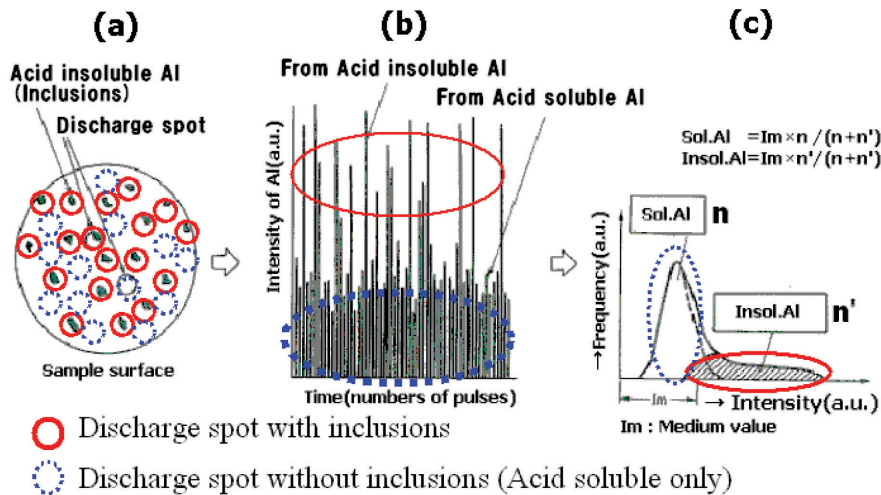 (a)
Acid insoluble Al
(Inclusions)
Discharge spot
Sample surface
(b)
From Acid insoluble Al
From Acid soluble Al
Intensity of Al(a.u.)
Time(numbers of pulses)
(c)
Sol.Al =Im×n /(n+n')
Insol.Al=Im×n'/(n+n')
Sol.Al n
Insol.Al n'
→Frequency(a.u.)
Im
→ Intensity(a.u.)
Im : Medium value
Discharge spot with inclusions
Discharge spot without inclusions (Acid soluble only)